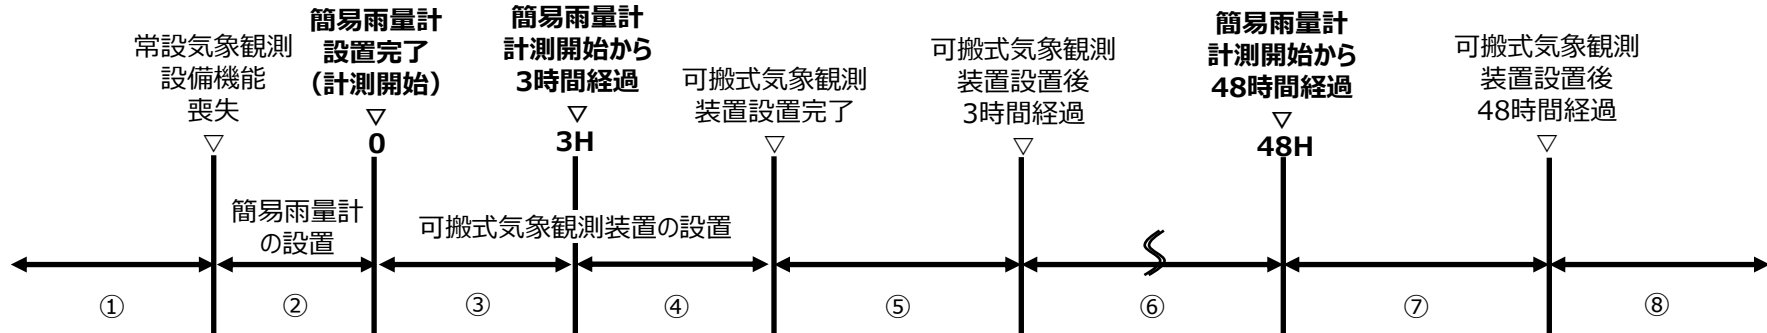 常設気象観測
設備機能
喪失
▽
簡易雨量計
設置完了
（計測開始）
▽
0
簡易雨量計
計測開始から
3時間経過
▽
3H
可搬式気象観測
装置設置完了
▽
可搬式気象観測
装置設置後
3時間経過
▽
簡易雨量計
計測開始から
48時間経過
▽
48H
可搬式気象観測
装置設置後
48時間経過
▽
簡易雨量計
の設置
可搬式気象観測装置の設置
① ② ③ ④ ⑤ ⑥ ⑦ ⑧